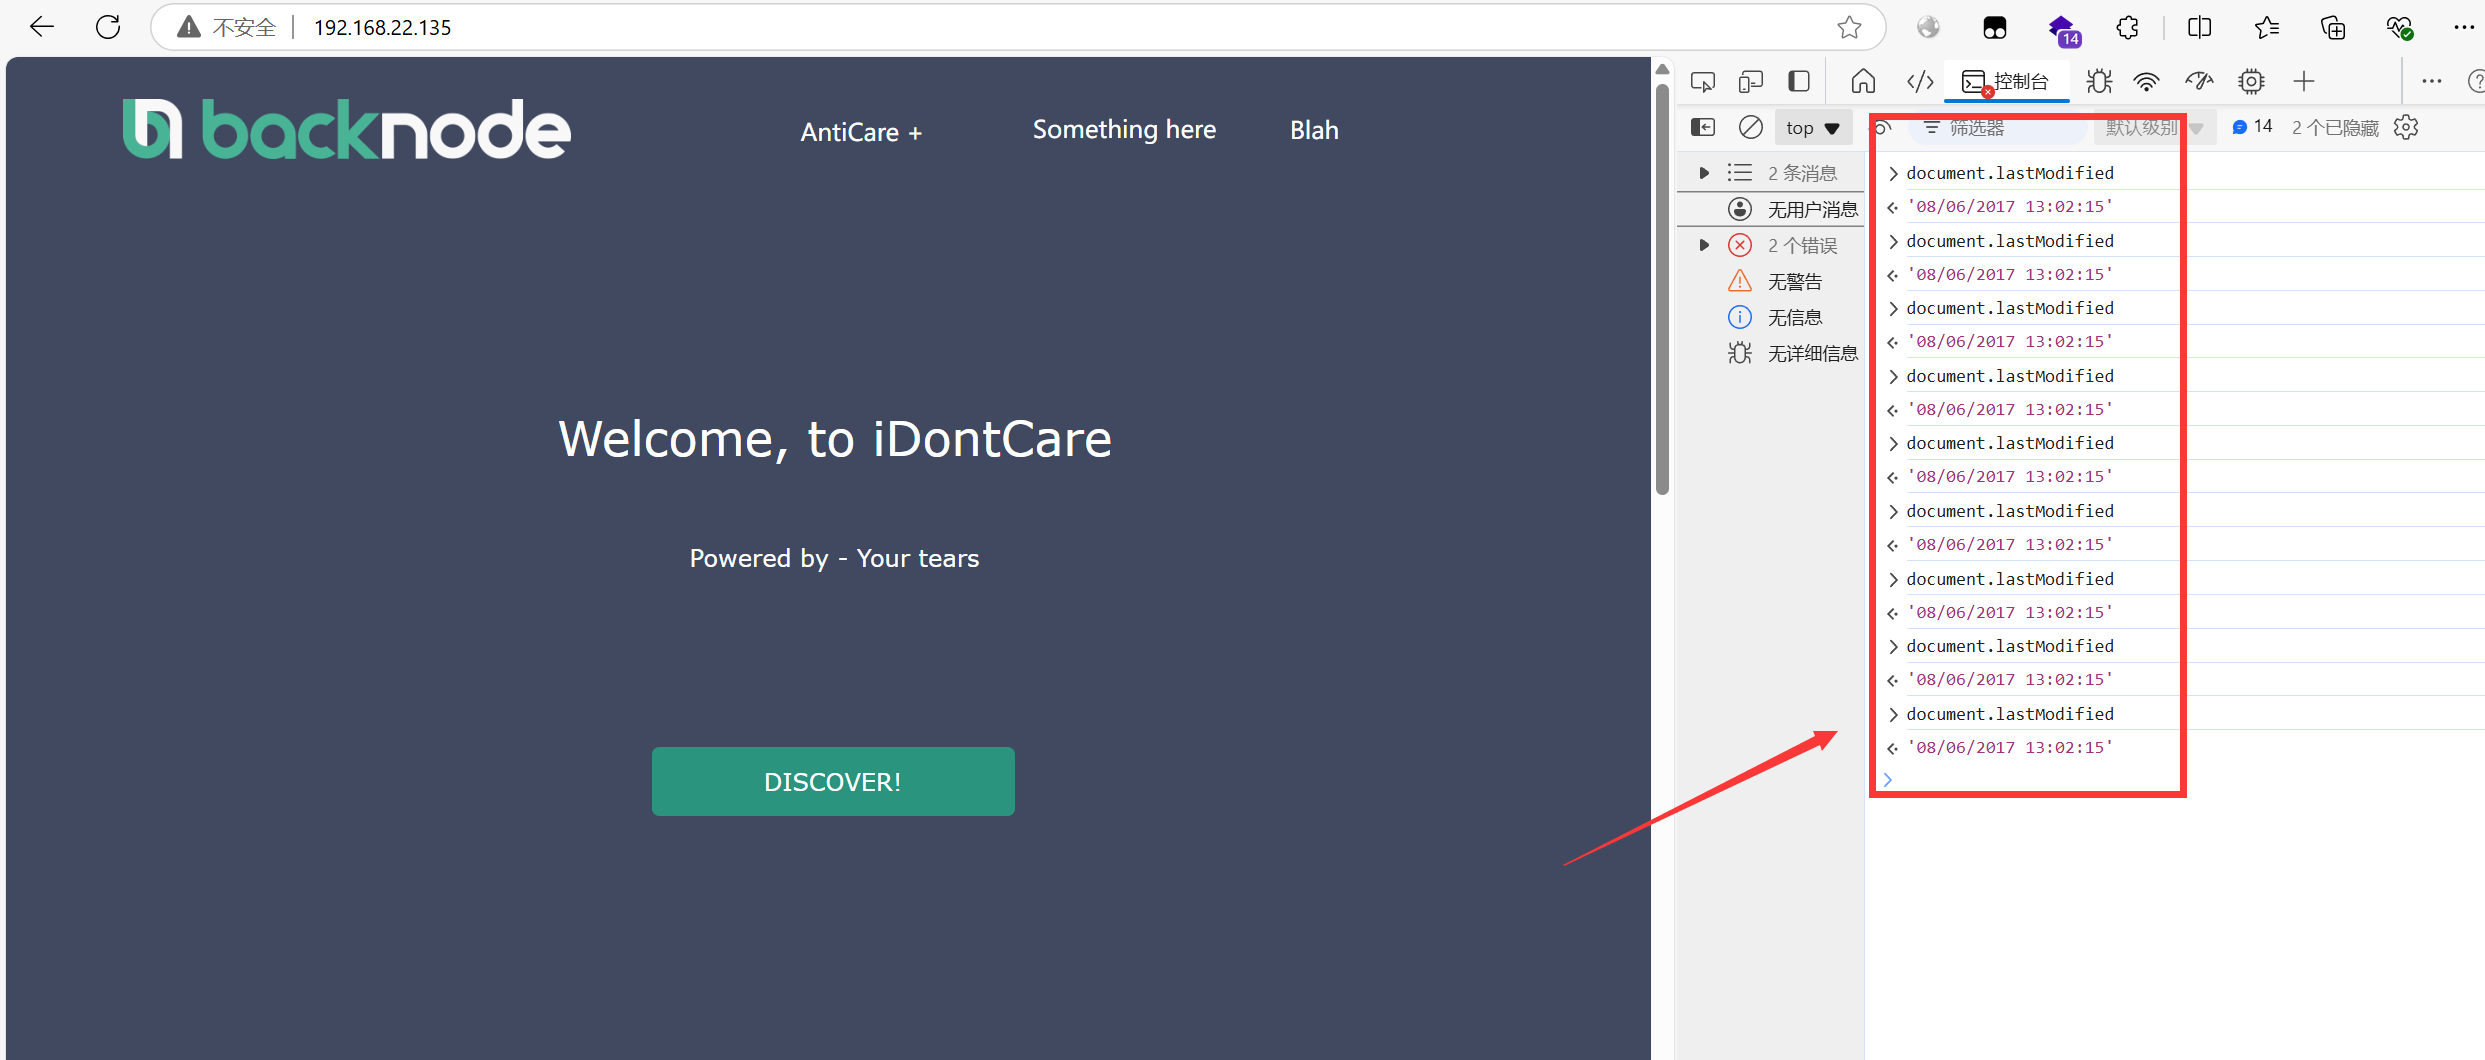 不安全 192.168.22.135
14
backnode
AntiCare +
Something here
Blah
Welcome, to iDontCare
Powered by - Your tears
DISCOVER!
控制台
top
筛选器
默认级别
14
2 个已隐藏
2 条消息
无用户消息
2 个错误
无警告
无信息
无详细信息
document.lastModified
'08/06/2017 13:02:15'
document.lastModified
'08/06/2017 13:02:15'
document.lastModified
'08/06/2017 13:02:15'
document.lastModified
'08/06/2017 13:02:15'
document.lastModified
'08/06/2017 13:02:15'
document.lastModified
'08/06/2017 13:02:15'
document.lastModified
'08/06/2017 13:02:15'
document.lastModified
'08/06/2017 13:02:15'
document.lastModified
'08/06/2017 13:02:15'